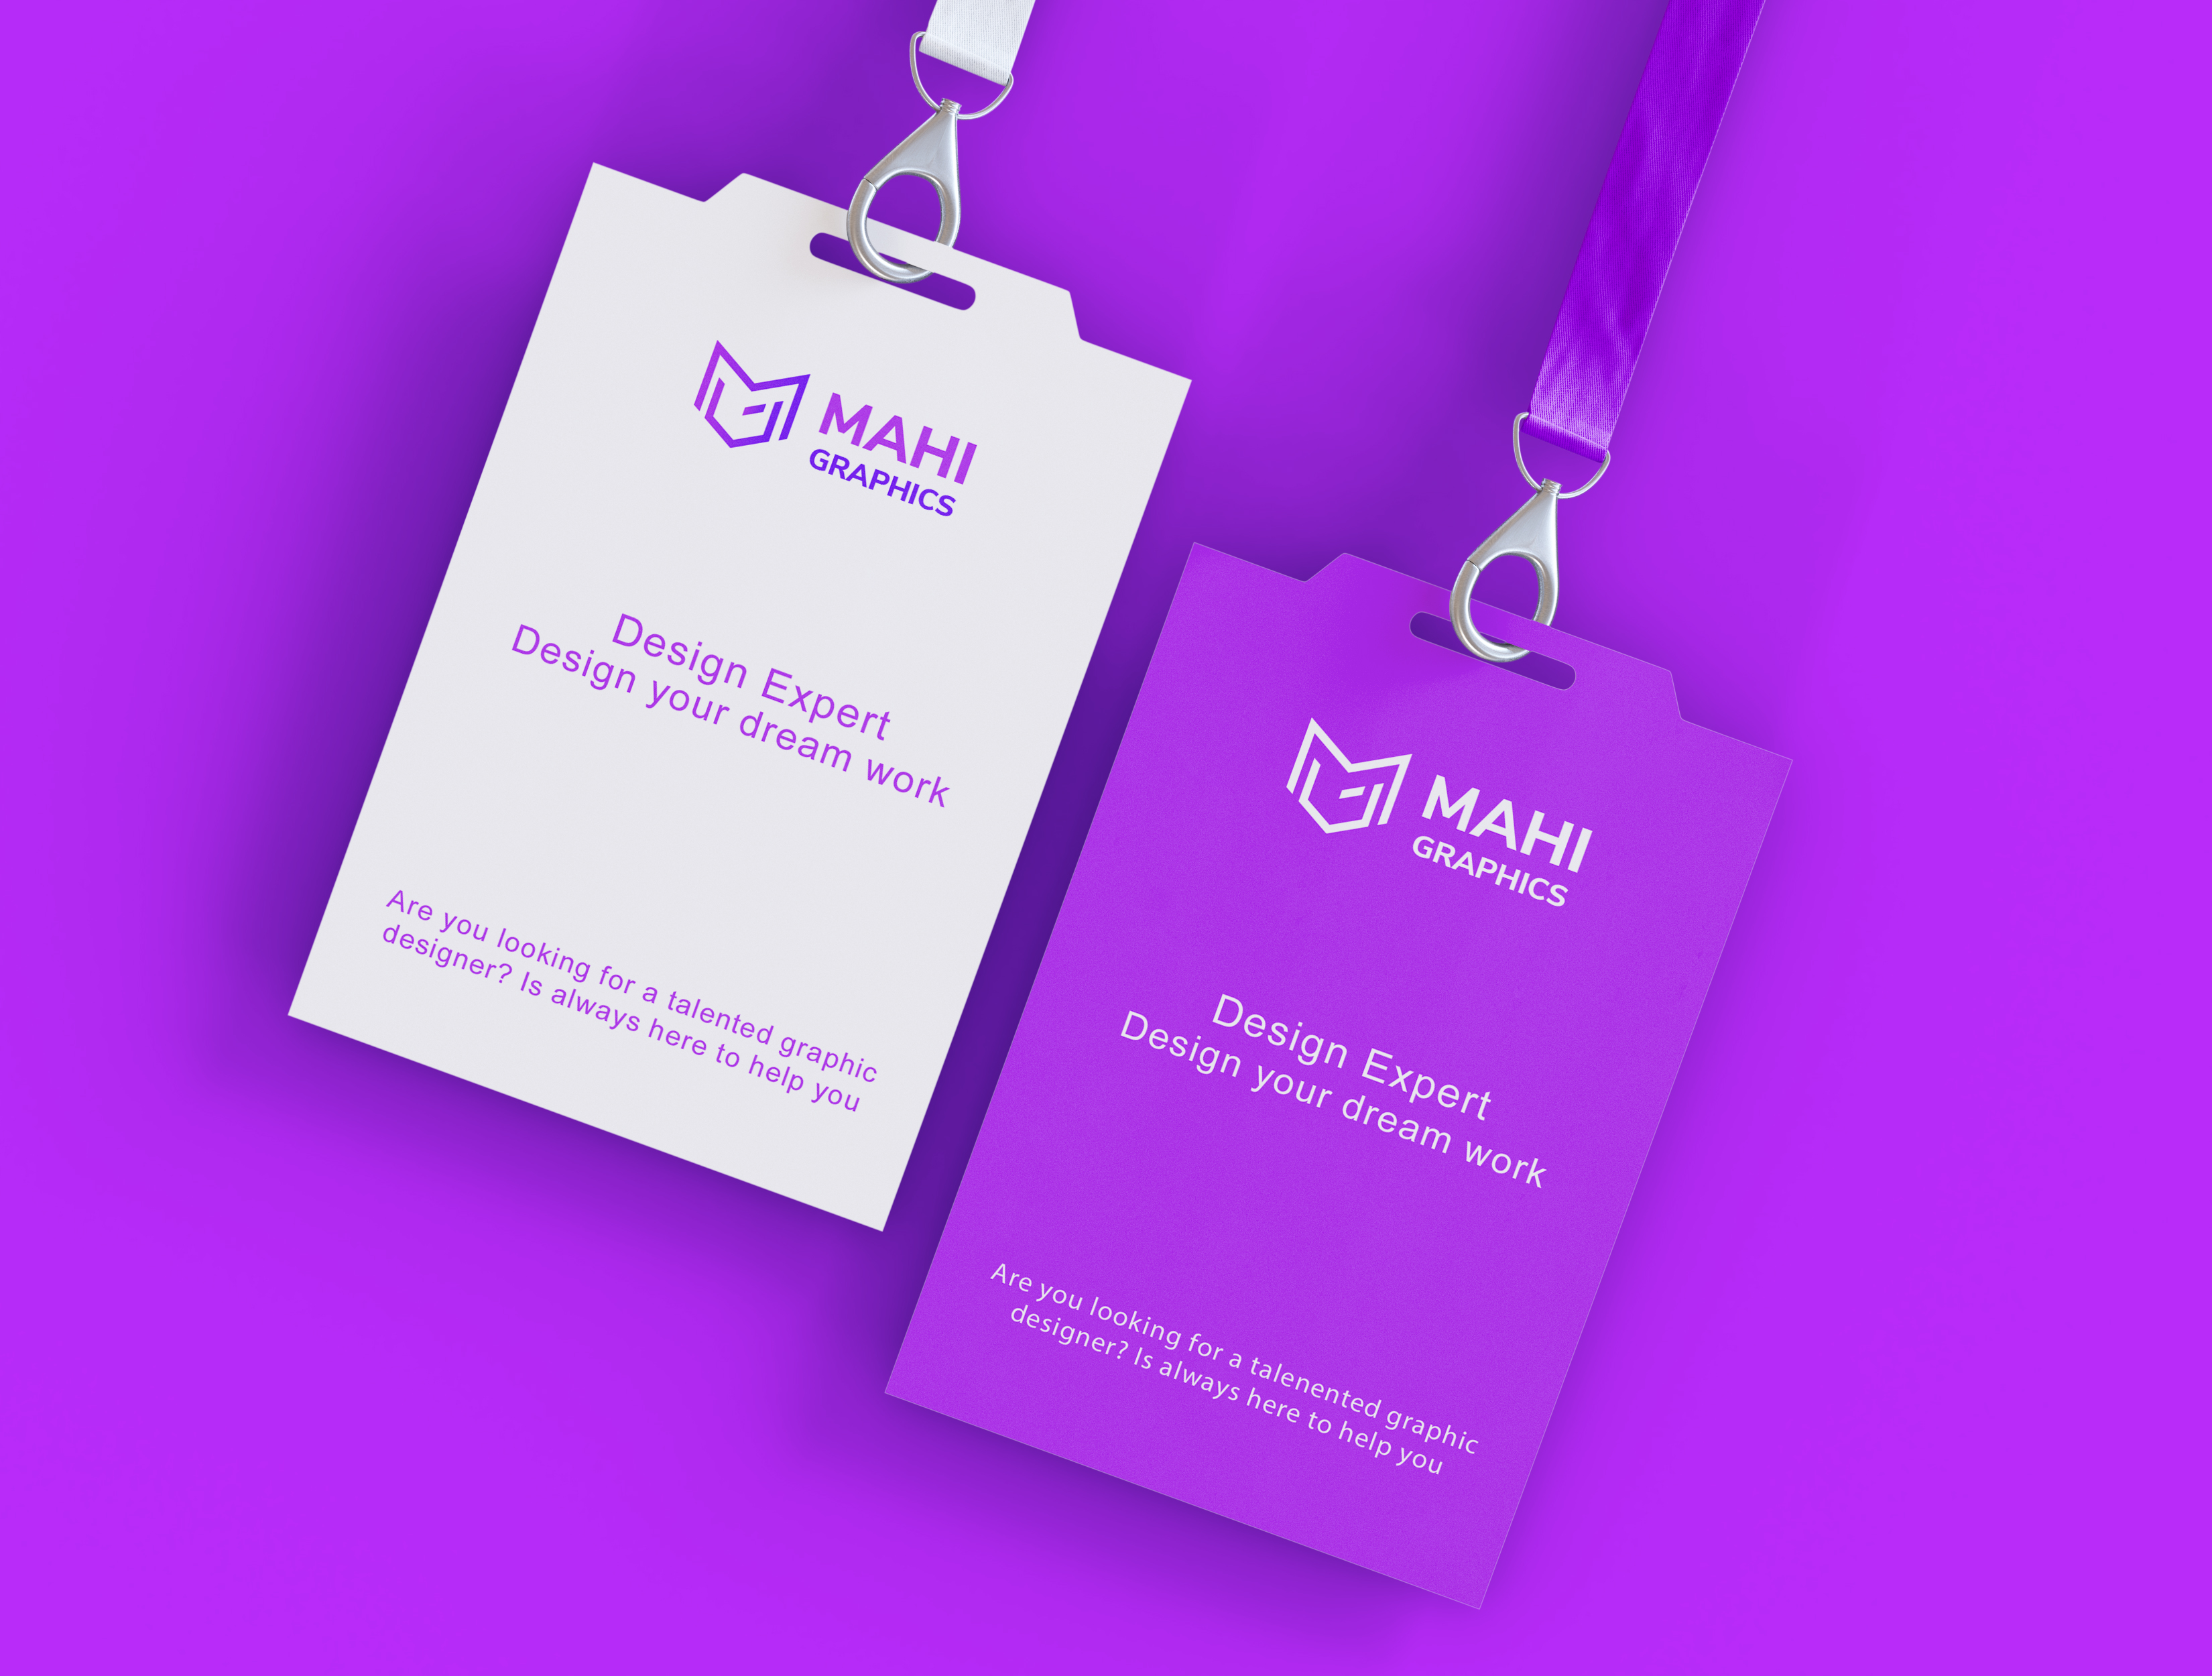 MAHI
GRAPHICS
Design Expert
Design your dream work
Are you looking for a talented graphic
designer? Is always here to help you
MAHI
GRAPHICS
Design Expert
Design your dream work
Are you looking for a talenented graphic
designer? Is always here to help you